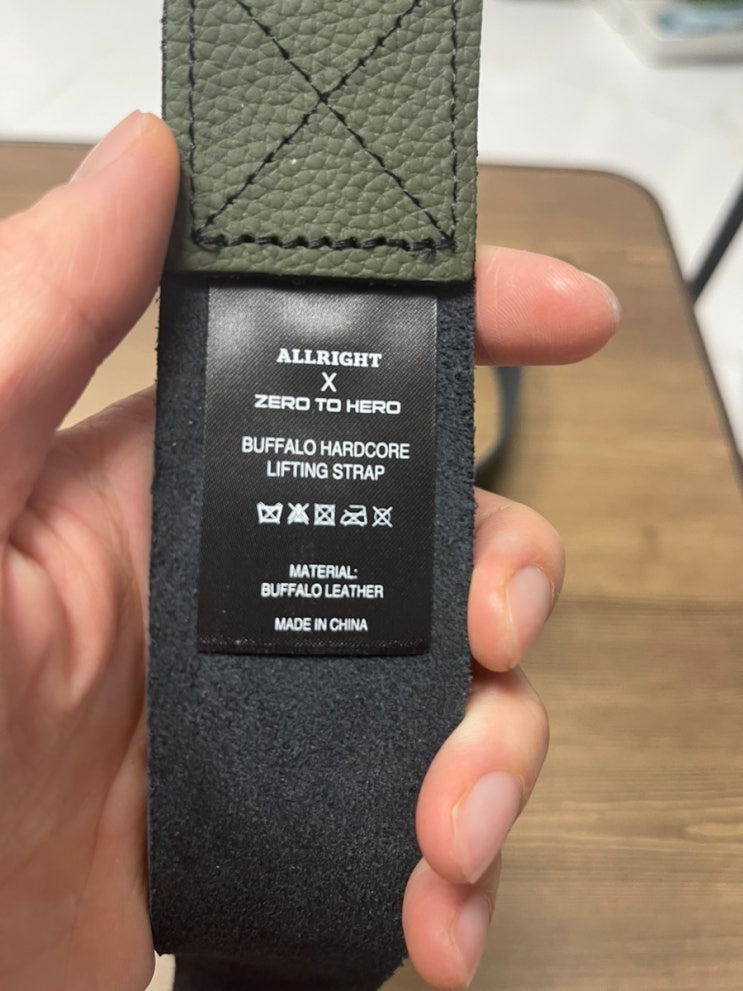 ALLRIGHT
X
ZERO TO HERO
BUFFALO HARDCORE
LIFTING STRAP
MATERIAL:
BUFFALO LEATHER
MADE IN CHINA